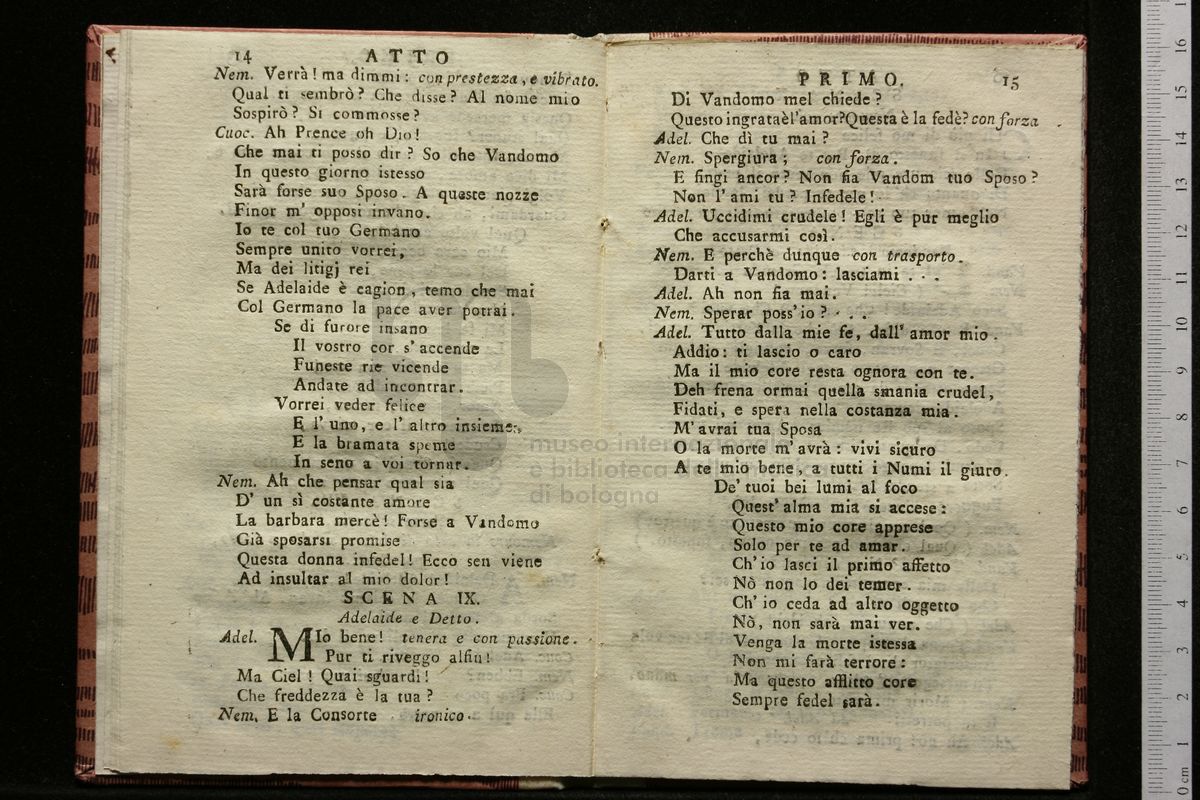 14 ATTO
Nem. Verrà! ma dimmi: con prestezza, e vibrato.
Qual ti sembrò? Che disse? Al nome mio
Sospirò? Si commosse?
Cuoc. Ah Prence oh Dio!
Che mai ti posso dir? So che Vandomo
In questo giorno istesso
Sarà forse suo Sposo. A queste nozze
Finor m' opposi invano.
Io te col tuo Germano
Sempre unito vorrei,
Ma dei litigj rei
Se Adelaide è cagion, temo che mai
Col Germano la pace aver potrai.
Se di furore insano
Il vostro cor s' accende
Funeste rie vicende
Andate ad incontrar.
Vorrei veder felice
E l' uno, e l' altro insieme,
E la bramata speme
In seno a voi tornar.
Nem. Ah che pensar qual sia
D' un sì costante amore
La barbara mercè! Forse a Vandomo
Già sposarsi promise
Questa donna infedel! Ecco sen viene
Ad insultar al mio dolor!
SCENA IX.
Adelaide e Detto.
Adel. MIo bene! tenera e con passione.
Pur ti riveggo alfin!
Ma Ciel! Quai sguardi!
Che freddezza è la tua?
Nem. E la Consorte ironico.
PRIMO. 15
Di Vandomo mel chiede?
Questo ingrataèl'amor?Questa è la fedè? con forza
Adel. Che dì tu mai?
Nem. Spergiura; con forza.
E fingi ancor? Non fia Vandom tuo Sposo?
Non l' ami tu? Infedele!
Adel. Uccidimi crudele! Egli è pur meglio
Che accusarmi così.
Nem. E perchè dunque con trasporto.
Darti a Vandomo: lasciami . . .
Adel. Ah non fia mai.
Nem. Sperar poss' io? . . .
Adel. Tutto dalla mie fe, dall' amor mio.
Addio: ti lascio o caro
Ma il mio core resta ognora con te.
Deh frena ormai quella smania crudel,
Fidati, e spera nella costanza mia.
M' avrai tua Sposa
O la morte m' avrà: vivi sicuro
A te mio bene, a tutti i Numi il giuro.
De' tuoi bei lumi al foco
Quest' alma mia si accese:
Questo mio core apprese
Solo per te ad amar.
Ch' io lasci il primo affetto
Nò non lo dei temer.
Ch' io ceda ad altro oggetto
Nò, non sarà mai ver.
Venga la morte istessa
Non mi farà terrore:
Ma questo afflitto core
Sempre fedel sarà.
museo internazionale
e biblioteca della musica
di bologna